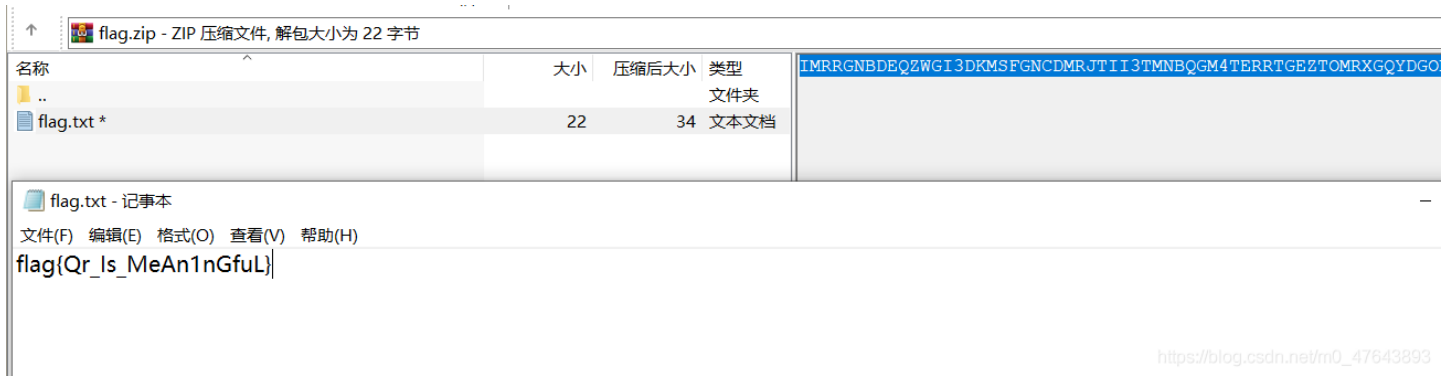 flag.zip - ZIP 压缩文件, 解包大小为 22 字节
名称 大小 压缩后大小 类型
..  文件夹
flag.txt * 22 34 文本文档
IMRRGNBDEQZWGI3DKMSFGNCDMRJTII3TMNBQGM4TERRTGEZTOMRXGQYDGO
flag.txt - 记事本
文件(F) 编辑(E) 格式(O) 查看(V) 帮助(H)
flag{Qr_Is_MeAn1nGfuL}
https://blog.csdn.net/m0_47643893